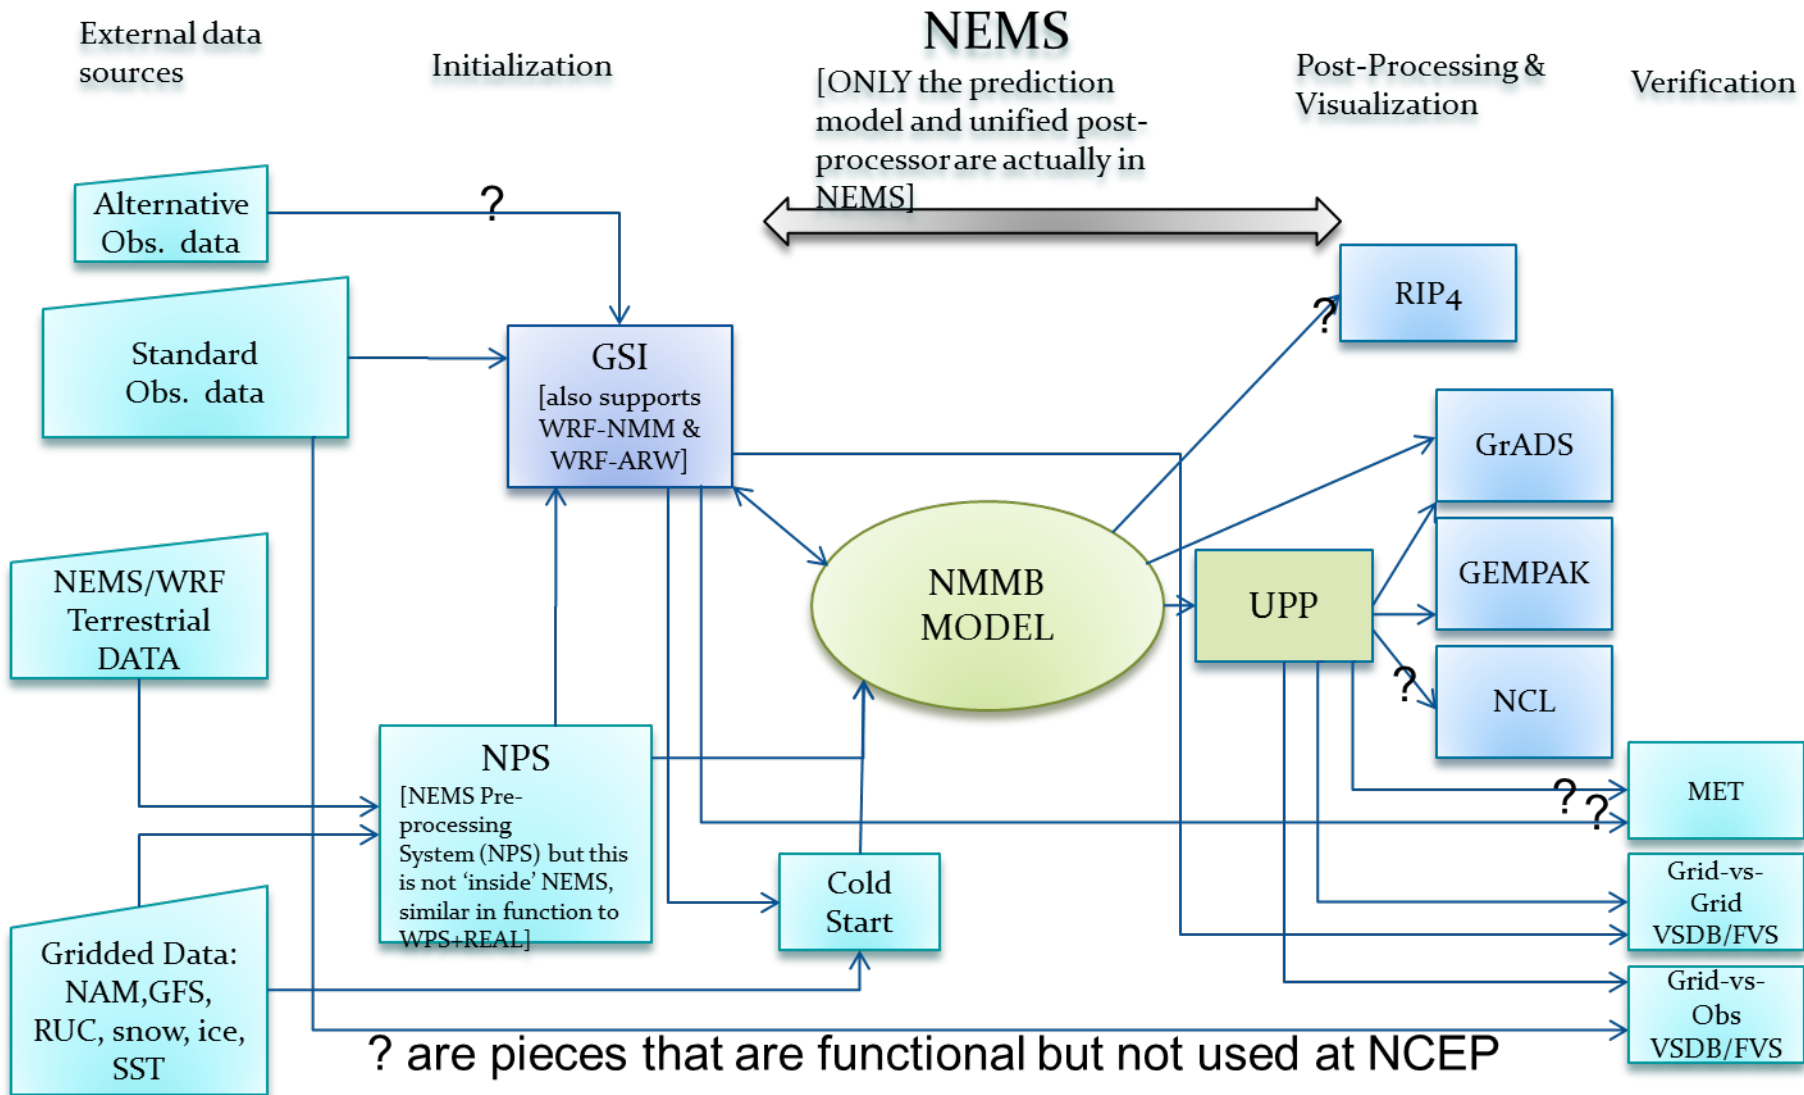 External data
sources
Initialization
NEMS
[ONLY the prediction
model and unified post-
processor are actually in
NEMS]
Post-Processing &
Visualization
Verification
Alternative
Obs. data
?
Standard
Obs. data
GSI
[also supports
WRF-NMM &
WRF-ARW]
RIP4
?
GrADS
NEMS/WRF
Terrestrial
DATA
NMMB
MODEL
UPP
GEMPAK
?
NCL
NPS
[NEMS Pre-
processing
System (NPS) but this
is not ‘inside’ NEMS,
similar in function to
WPS+REAL]
?
?
MET
Cold
Start
Grid-vs-
Grid
VSDB/FVS
Gridded Data:
NAM,GFS,
RUC, snow, ice,
SST
Grid-vs-
Obs
VSDB/FVS
? are pieces that are functional but not used at NCEP